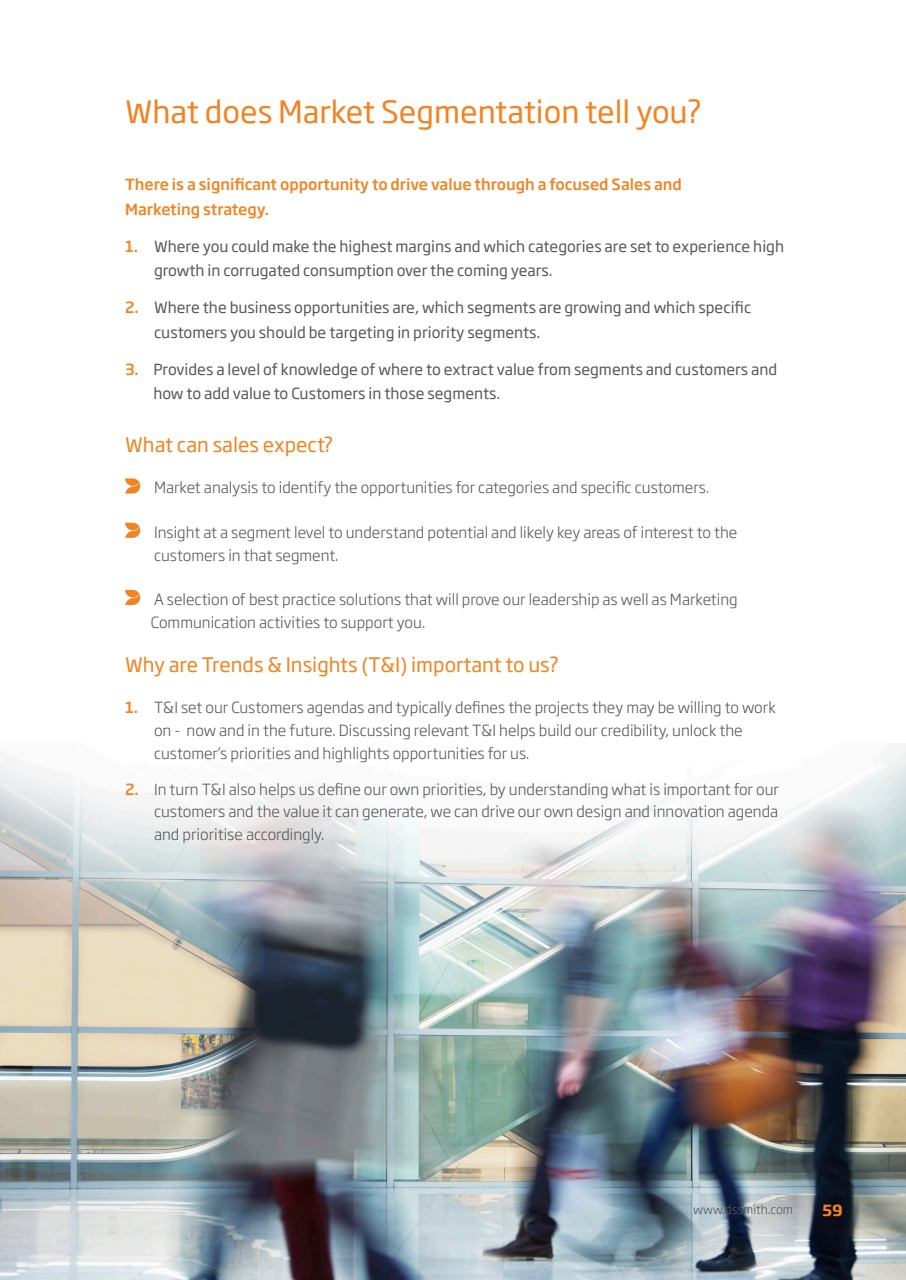 What does Market Segmentation tell you?
There is a significant opportunity to drive value through a focused Sales and
Marketing strategy.
1. Where you could make the highest margins and which categories are set to experience high
growth in corrugated consumption over the coming years.
2. Where the business opportunities are, which segments are growing and which specific
customers you should be targeting in priority segments.
3. Provides a level of knowledge of where to extract value from segments and customers and
how to add value to Customers in those segments.
What can sales expect?
Market analysis to identify the opportunities for categories and specific customers.
Insight at a segment level to understand potential and likely key areas of interest to the
customers in that segment.
A selection of best practice solutions that will prove our leadership as well as Marketing
Communication activities to support you.
Why are Trends & Insights (T&I) important to us?
1. T&I set our Customers agendas and typically defines the projects they may be willing to work
on - now and in the future. Discussing relevant T&I helps build our credibility, unlock the
customer's priorities and highlights opportunities for us.
2. In turn T&I also helps us define our own priorities, by understanding what is important for our
customers and the value it can generate, we can drive our own design and innovation agenda
and prioritise accordingly.
www.dssmith.com 59